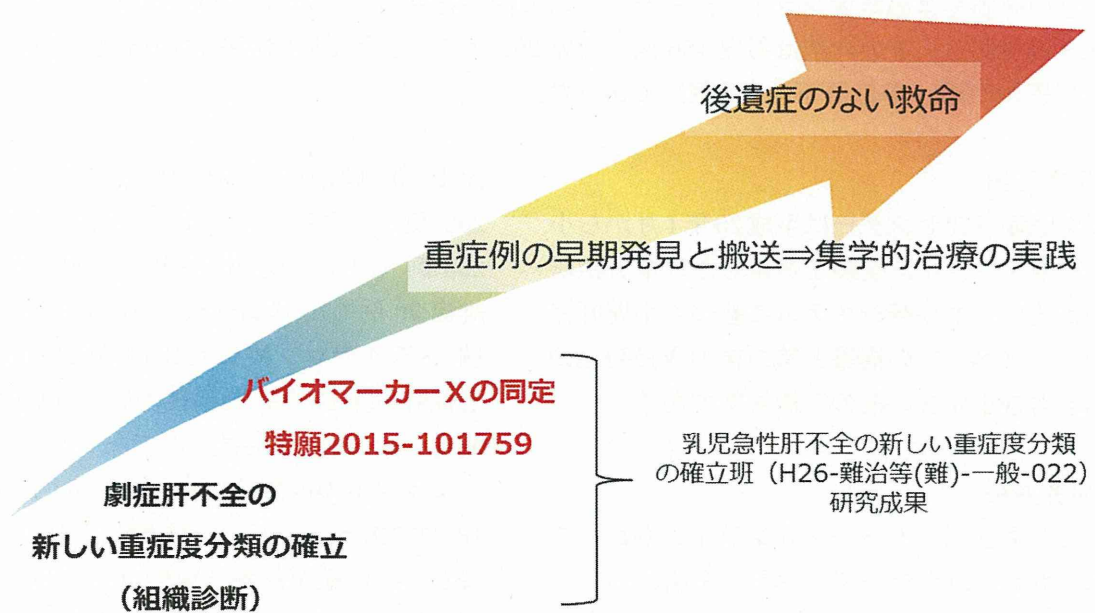 後遺症のない救命
重症例の早期発見と搬送⇒集学的治療の実践
バイオマーカーXの同定
特願2015-101759
劇症肝不全の
新しい重症度分類の確立
（組織診断）
乳児急性肝不全の新しい重症度分類
の確立班（H26-難治等(難)-一般-022）
研究成果